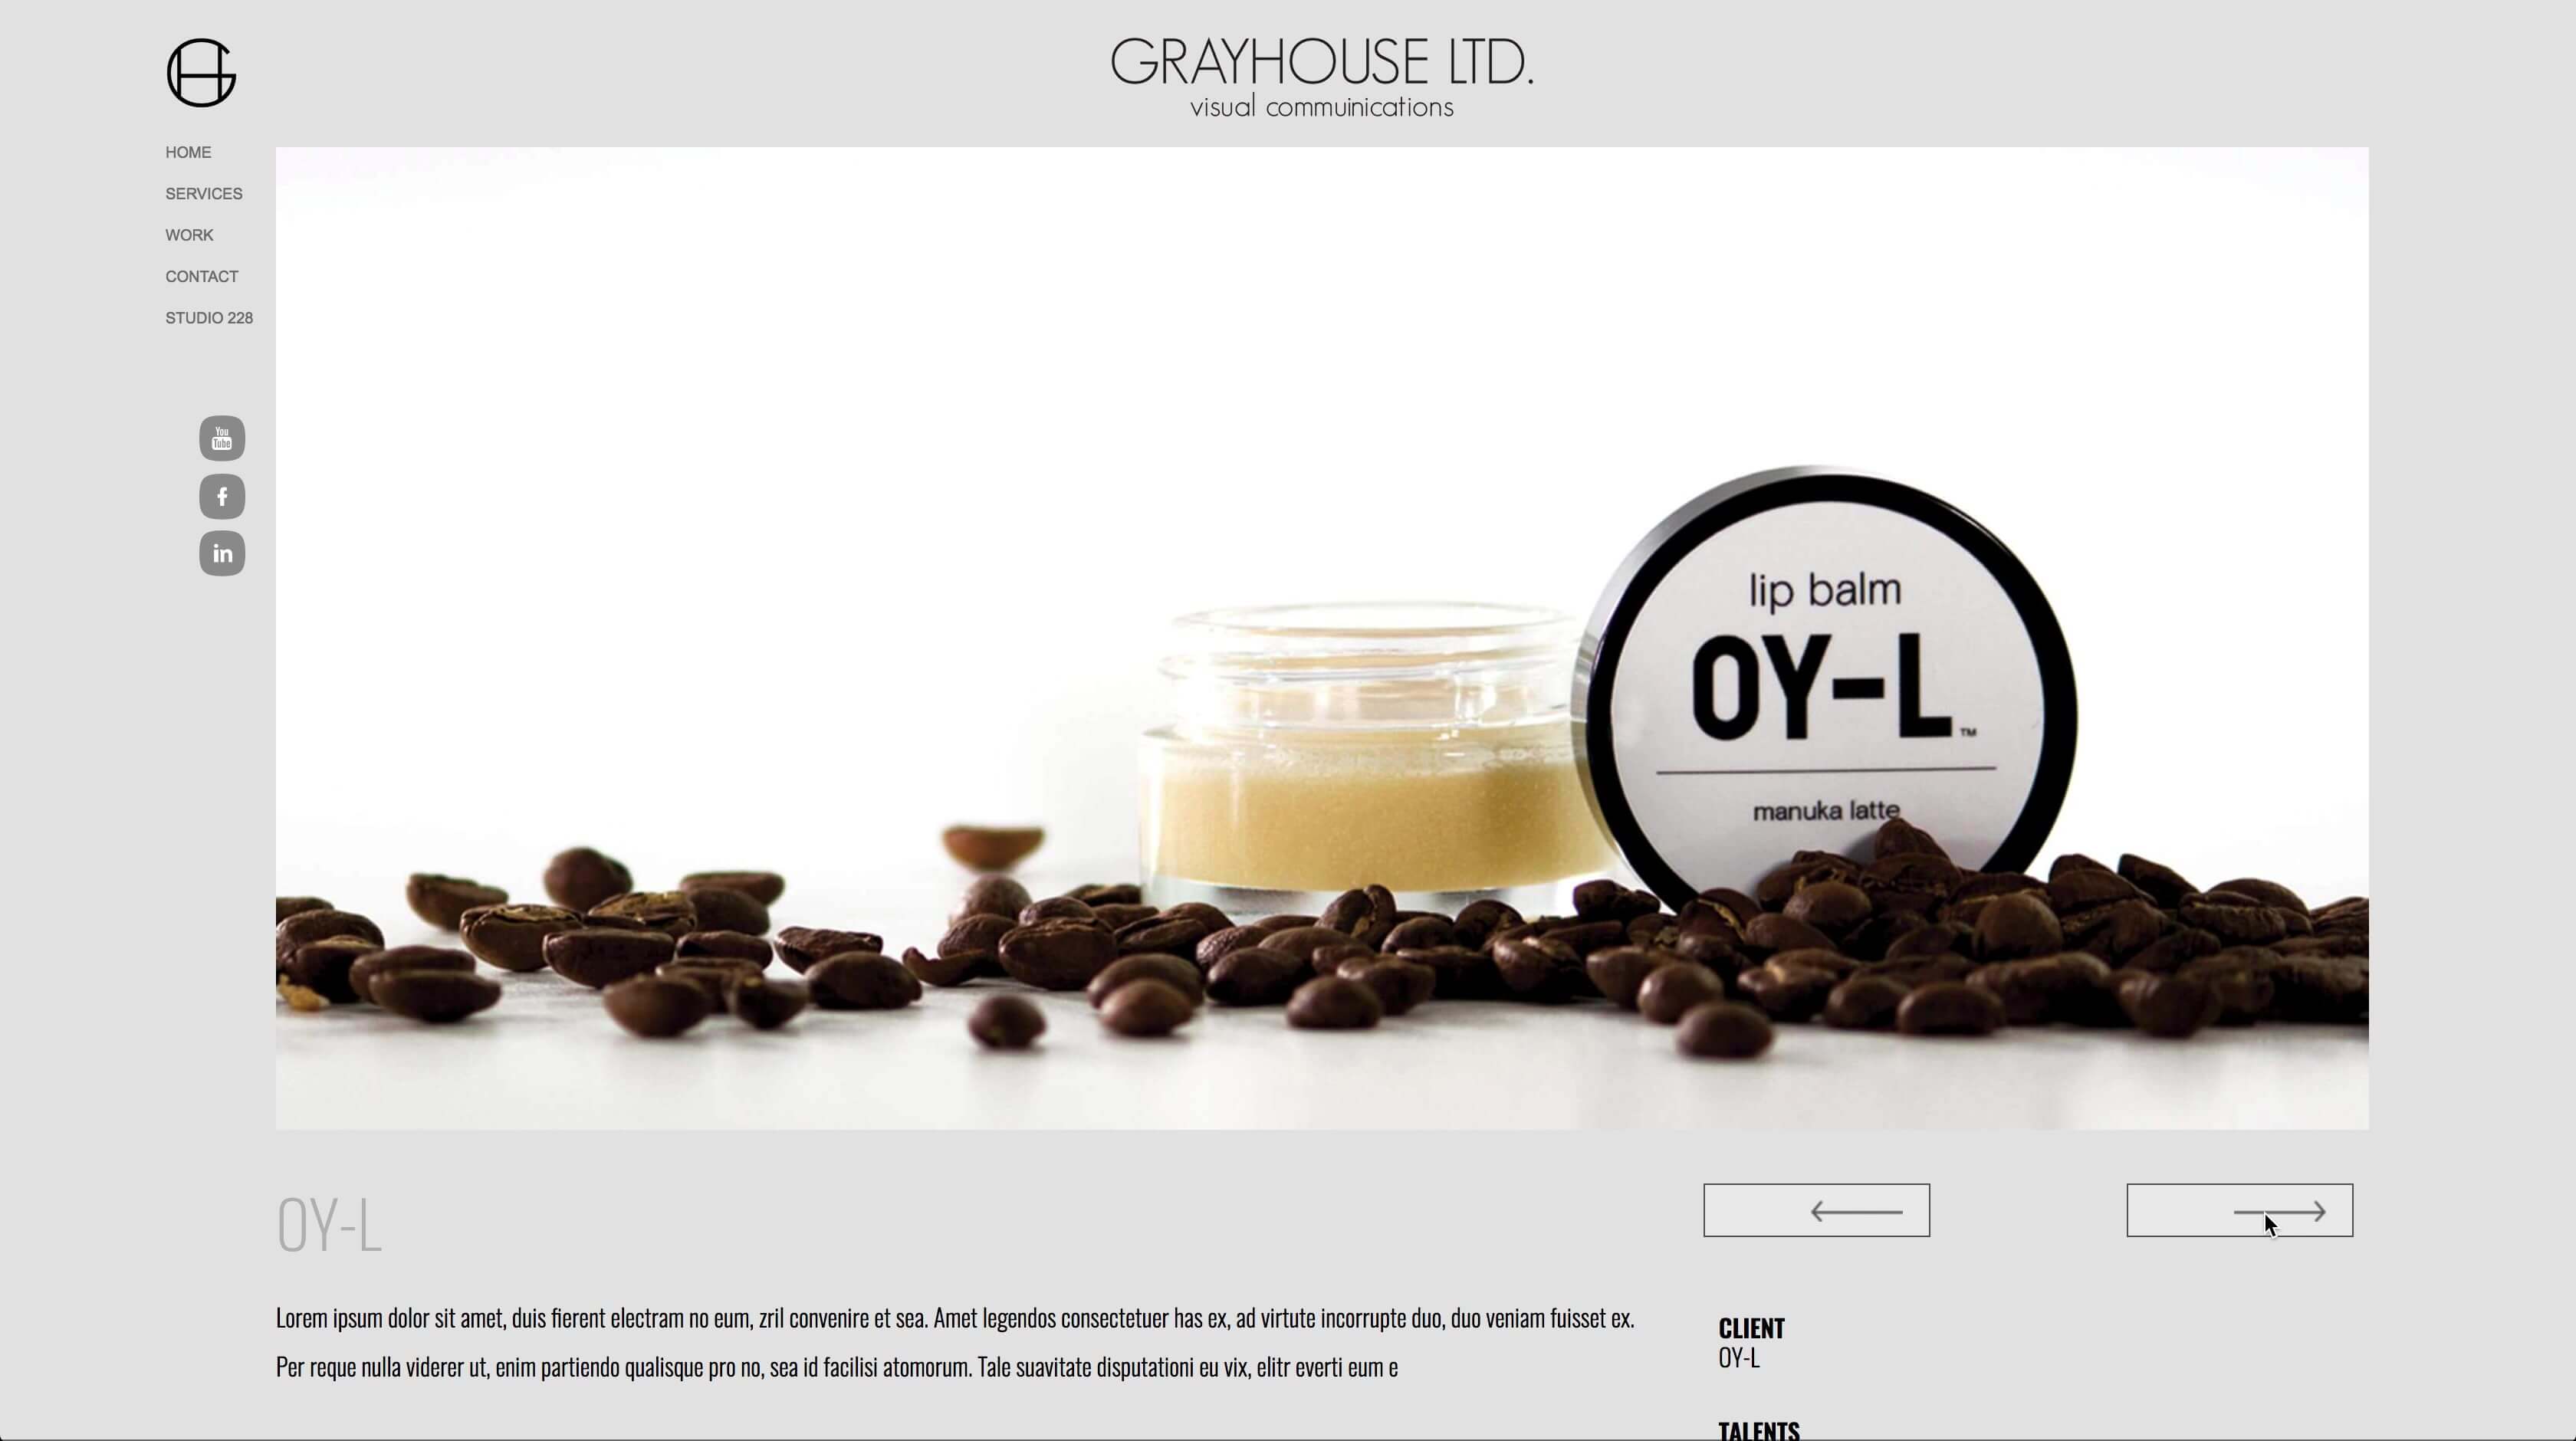 GH
GRAYHOUSE LTD.
visual commuinications
HOME
SERVICES
WORK
CONTACT
STUDIO 228
You
Tube
f
in
lip balm
OY-L™
manuka latte
OY-L
Lorem ipsum dolor sit amet, duis fierent electram no eum, zril convenire et sea. Amet legendos consectetuer has ex, ad virtute incorrupte duo, duo veniam fuisset ex.
Per reque nulla viderer ut, enim partiendo qualisque pro no, sea id facilisi atomorum. Tale suavitate disputationi eu vix, elitr everti eum e
CLIENT
OY-L
TALENTS